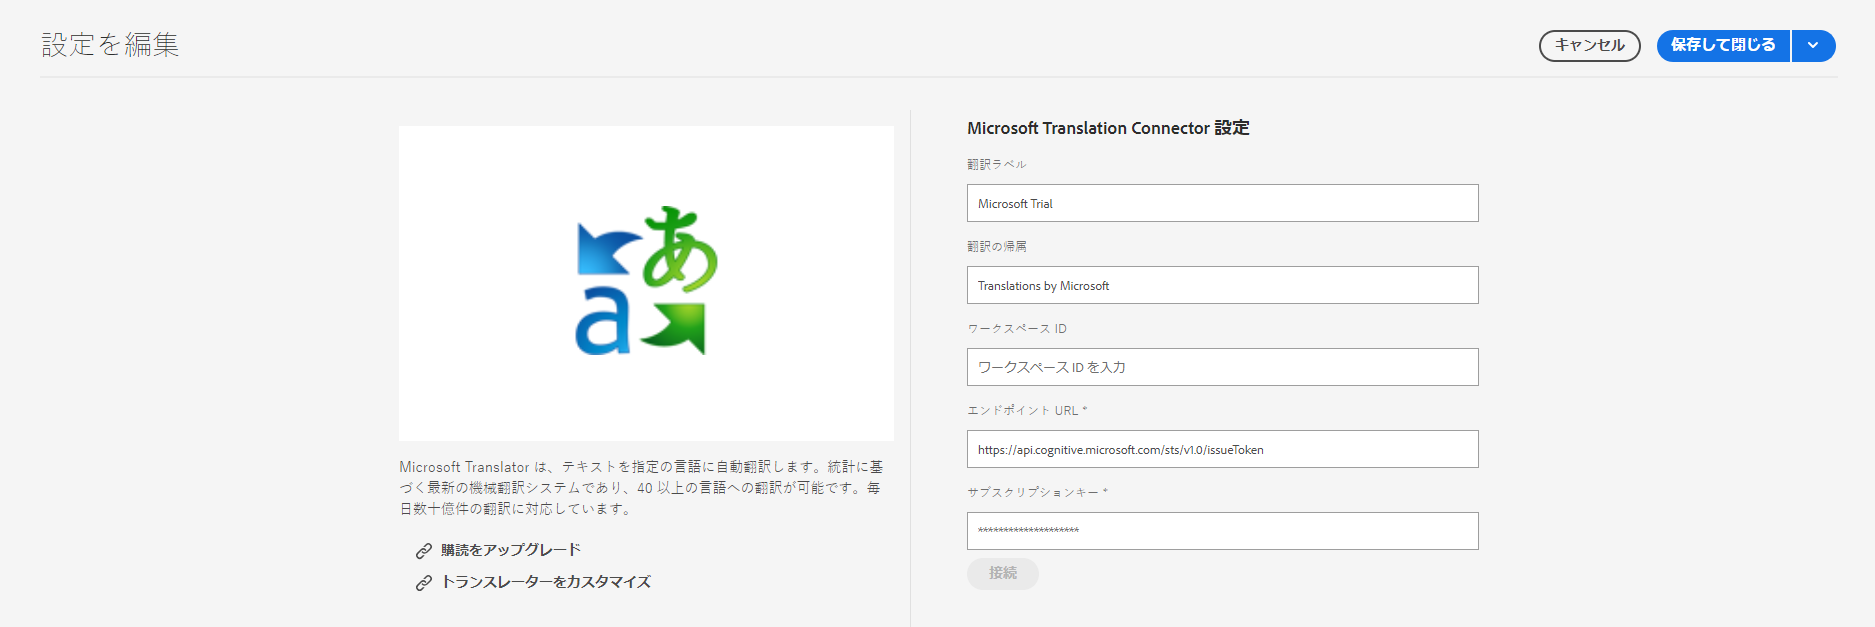 設定を編集
キャンセル
保存して閉じる
あ
a
Microsoft Translator は、テキストを指定の言語に自動翻訳します。統計に基
づく最新の機械翻訳システムであり、40 以上の言語への翻訳が可能です。毎
日数十億件の翻訳に対応しています。
購読をアップグレード
トランスレーターをカスタマイズ
Microsoft Translation Connector 設定
翻訳ラベル
Microsoft Trial
翻訳の帰属
Translations by Microsoft
ワークスペース ID
ワークスペース ID を入力
エンドポイント URL *
https://api.cognitive.microsoft.com/sts/v1.0/issueToken
サブスクリプションキー *
********************
接続